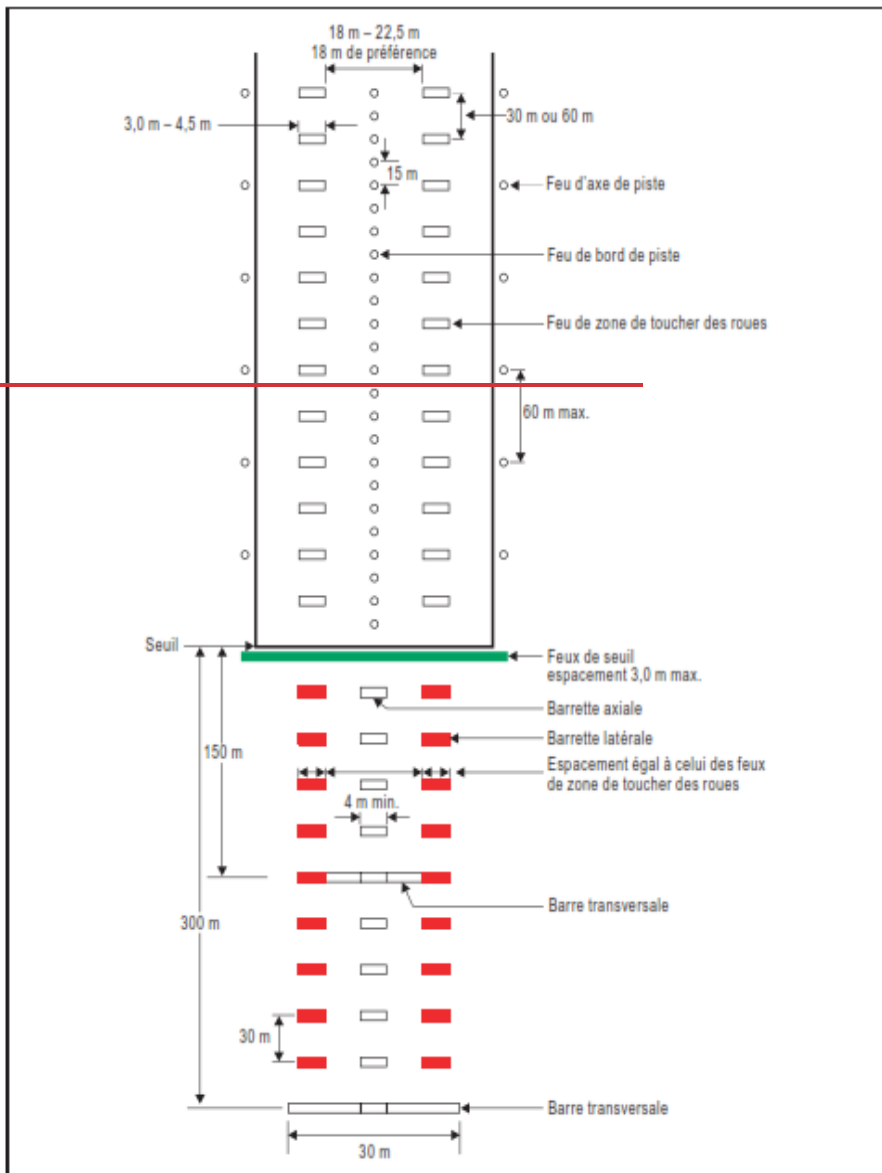 18 m – 22,5 m
18 m de préférence
3,0 m – 4,5 m
30 m ou 60 m
15 m
Feu d'axe de piste
Feu de bord de piste
Feu de zone de toucher des roues
60 m max.
Seuil
Feux de seuil
espacement 3,0 m max.
Barrette axiale
Barrette latérale
150 m
Espacement égal à celui des feux
de zone de toucher des roues
4 m min.
Barre transversale
300 m
30 m
Barre transversale
30 m